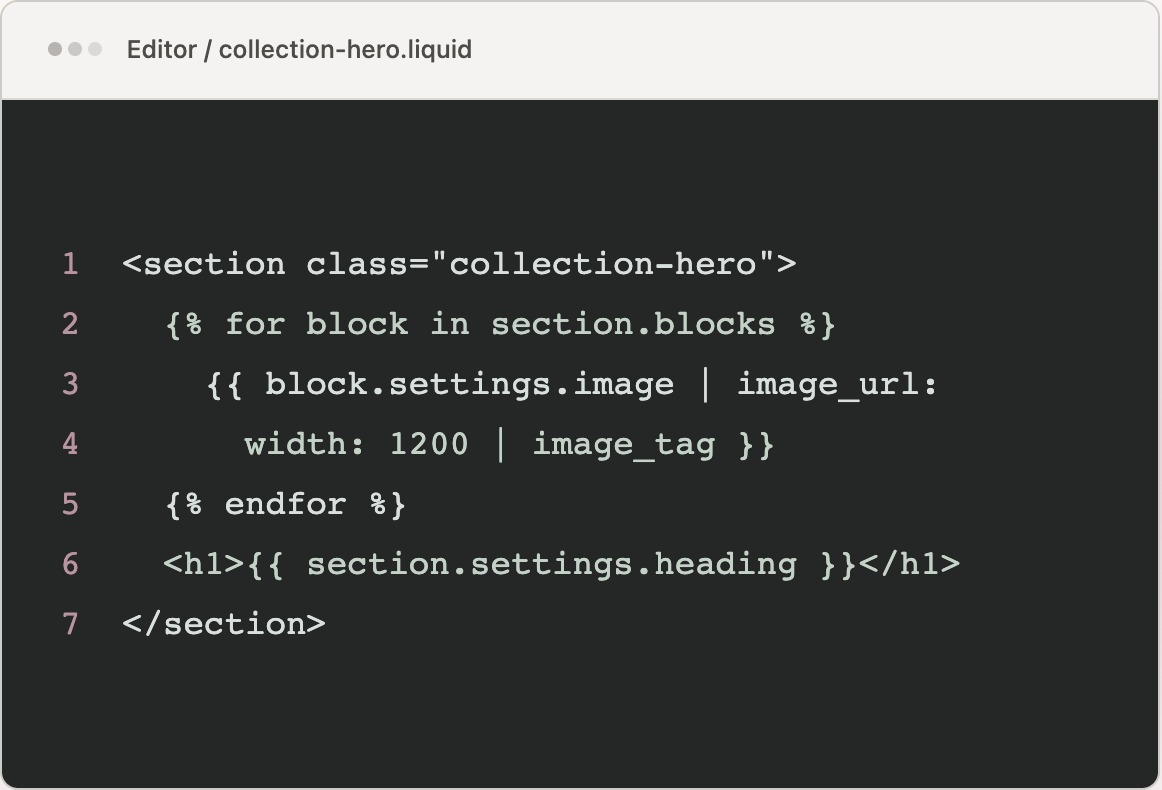 Editor / collection-hero.liquid
1 <section class="collection-hero">
2 {% for block in section.blocks %}
3 {{ block.settings.image | image_url:
4 width: 1200 | image_tag }}
5 {% endfor %}
6 <h1>{{ section.settings.heading }}</h1>
7 </section>